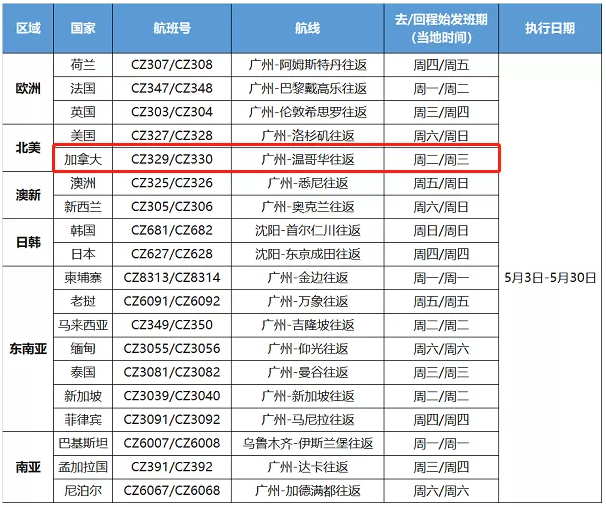 区域 国家 航班号 航线 去/回程始发班期 执行日期
（当地时间）
欧洲 荷兰 CZ307/CZ308 广州-阿姆斯特丹往返 周四/周五 5月3日-5月30日
法国 CZ347/CZ348 广州-巴黎戴高乐往返 周一/周二
英国 CZ303/CZ304 广州-伦敦希思罗往返 周三/周四
北美 美国 CZ327/CZ328 广州-洛杉矶往返 周六/周日
加拿大 CZ329/CZ330 广州-温哥华往返 周二/周三
澳新 澳洲 CZ325/CZ326 广州-悉尼往返 周五/周日
新西兰 CZ305/CZ306 广州-奥克兰往返 周六/周日
日韩 韩国 CZ681/CZ682 沈阳-首尔仁川往返 周日/周日
日本 CZ627/CZ628 沈阳-东京成田往返 周四/周四
东南亚 柬埔寨 CZ8313/CZ8314 广州-金边往返 周一/周一
老挝 CZ6091/CZ6092 广州-万象往返 周五/周五
马来西亚 CZ349/CZ350 广州-吉隆坡往返 周二/周二
缅甸 CZ3055/CZ3056 广州-仰光往返 周六/周六
泰国 CZ3081/CZ3082 广州-曼谷往返 周三/周三
新加坡 CZ3039/CZ3040 广州-新加坡往返 周二/周二
菲律宾 CZ3091/CZ3092 广州-马尼拉往返 周四/周四
南亚 巴基斯坦 CZ6007/CZ6008 乌鲁木齐-伊斯兰堡往返 周一/周一
孟加拉国 CZ391/CZ392 广州-达卡往返 周三/周四
尼泊尔 CZ6067/CZ6068 广州-加德满都往返 周六/周六